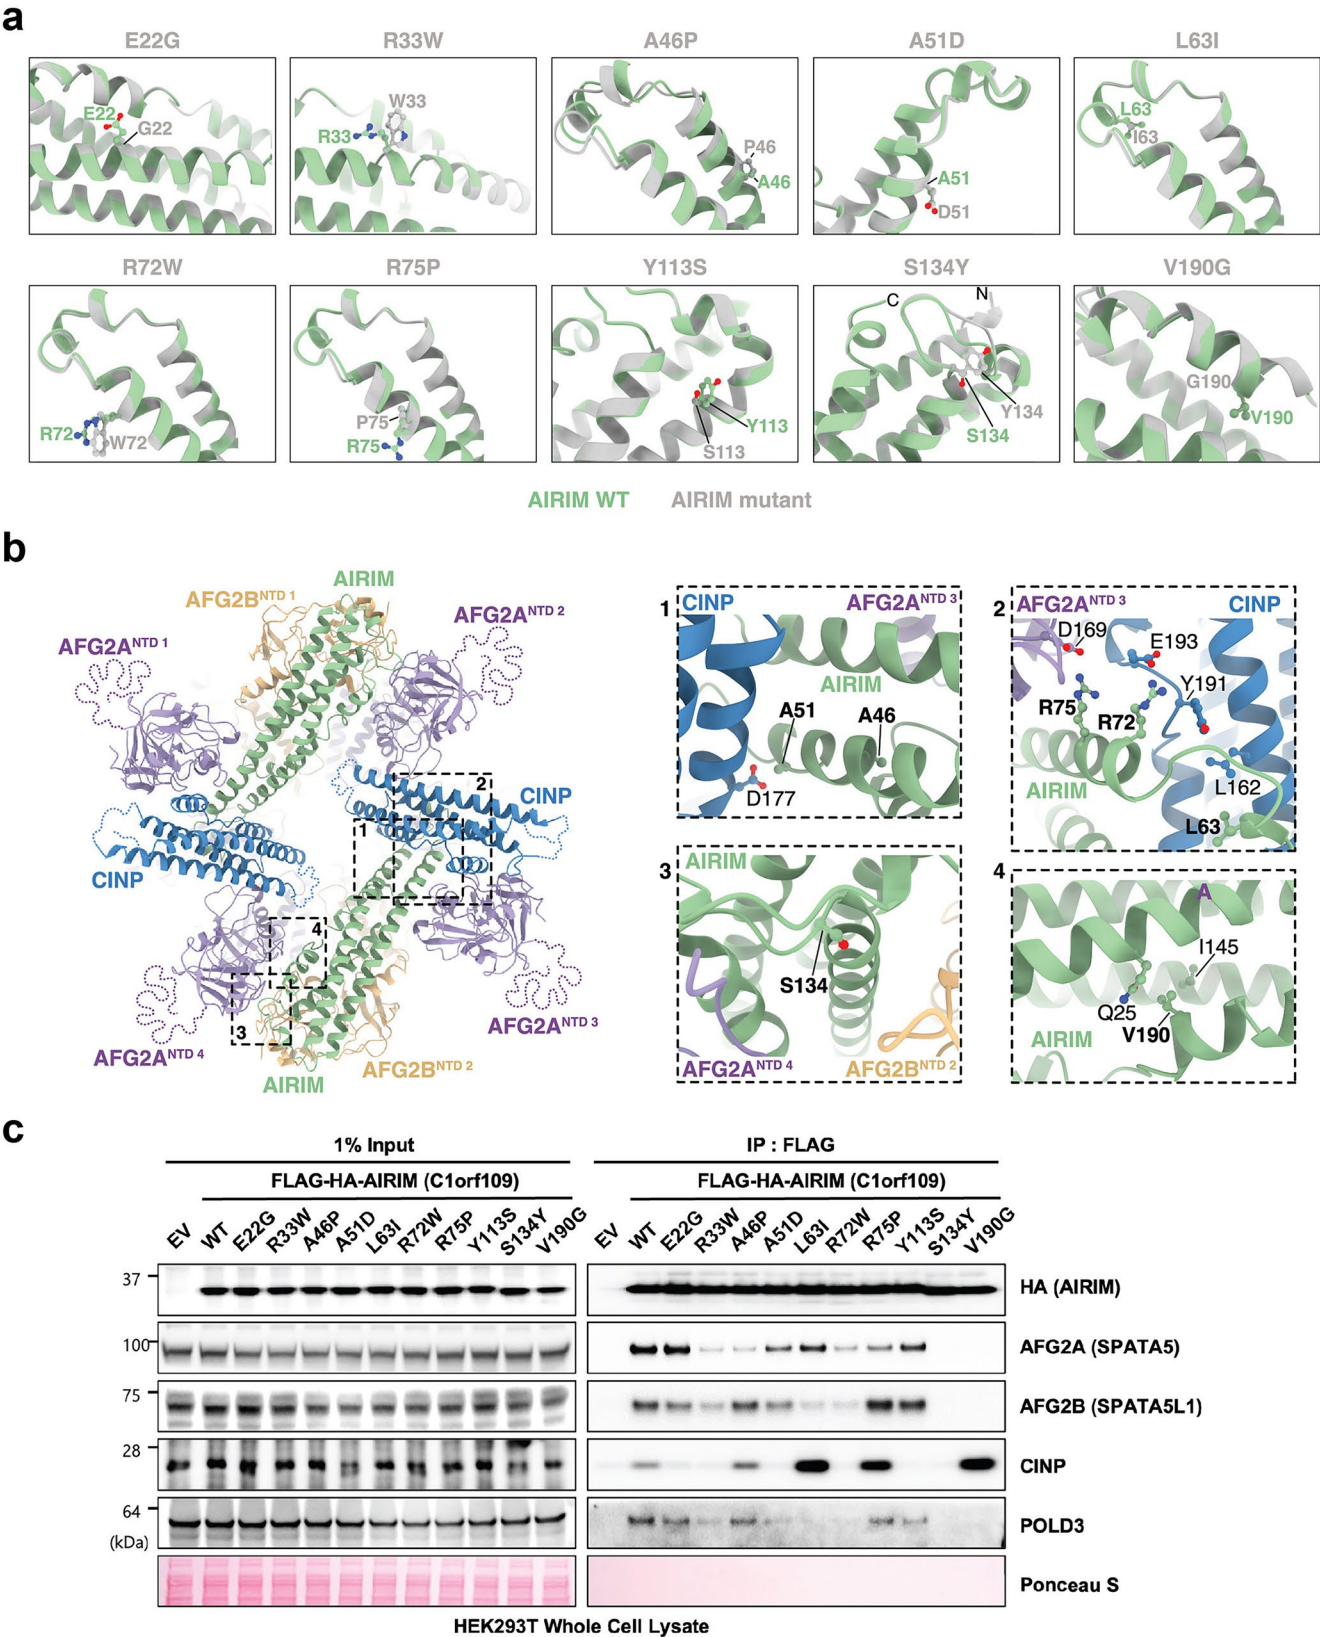 a
E22G R33W A46P A51D L63I
E22 G22
R33 W33
P46 A46
A51 D51
L63 I63
R72W R75P Y113S S134Y V190G
R72 W72
P75 R75
Y113 S113
C N Y134 S134
G190 V190
AIRIM WT AIRIM mutant
b
AIRIM
AFG2B NTD 1
AFG2A NTD 2
AFG2A NTD 1
2
CINP
1
CINP
4
3
AFG2A NTD 3
AFG2A NTD 4
AFG2B NTD 2
AIRIM
1 CINP AFG2A NTD 3
AIRIM
A51 A46
D177
2 AFG2A NTD 3 CINP
D169 E193
Y191
R75 R72
AIRIM L162
L63
3 AIRIM
S134
AFG2A NTD 4 AFG2B NTD 2
4 A
I145
Q25
AIRIM V190
c
1% Input IP : FLAG
FLAG-HA-AIRIM (C1orf109) FLAG-HA-AIRIM (C1orf109)
EV WT E22G R33W A46P A51D L63I R72W R75P Y113S S134Y V190G EV WT E22G R33W A46P A51D L63I R72W R75P Y113S S134Y V190G
37 HA (AIRIM)
100 AFG2A (SPATA5)
75 AFG2B (SPATA5L1)
28 CINP
64 POLD3
(kDa)
Ponceau S
HEK293T Whole Cell Lysate